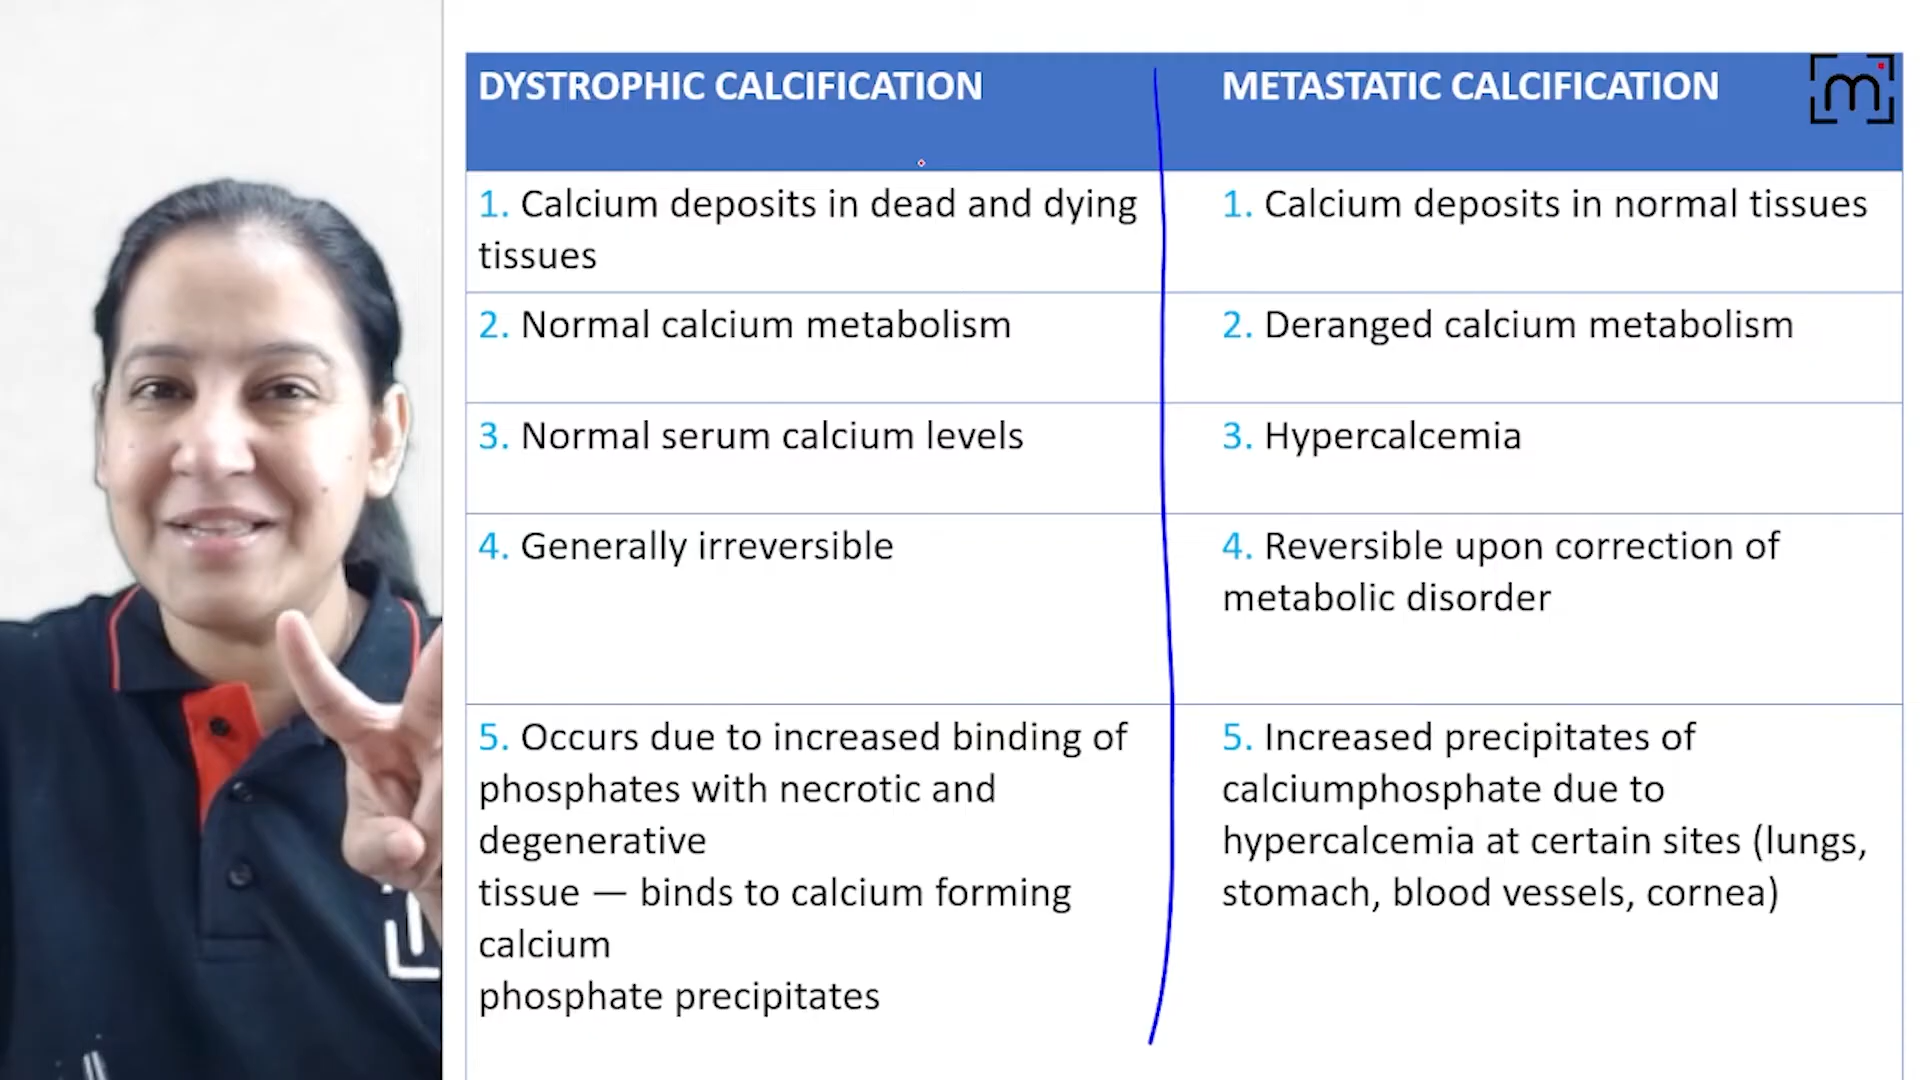 DYSTROPHIC CALCIFICATION
METASTATIC CALCIFICATION
m
1. Calcium deposits in dead and dying
tissues
1. Calcium deposits in normal tissues
2. Normal calcium metabolism
2. Deranged calcium metabolism
3. Normal serum calcium levels
3. Hypercalcemia
4. Generally irreversible
4. Reversible upon correction of
metabolic disorder
5. Occurs due to increased binding of
phosphates with necrotic and
degenerative
tissue — binds to calcium forming
calcium
phosphate precipitates
5. Increased precipitates of
calciumphosphate due to
hypercalcemia at certain sites (lungs,
stomach, blood vessels, cornea)